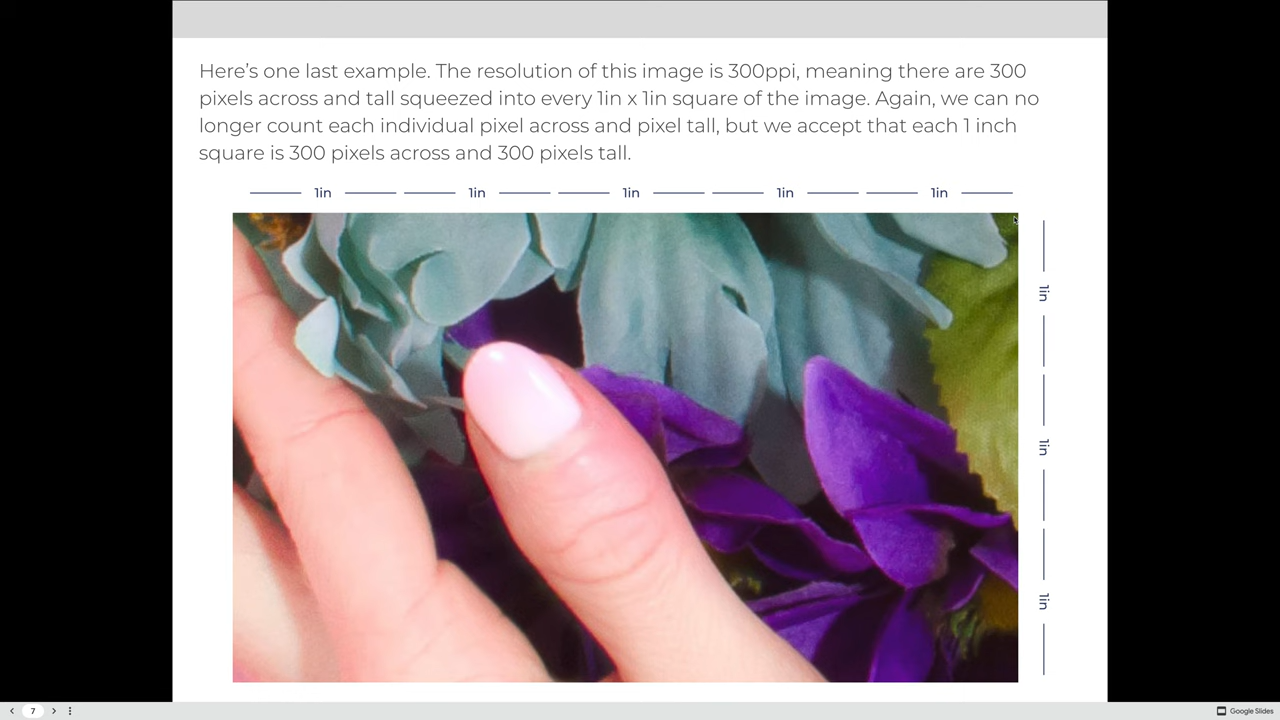 Here’s one last example. The resolution of this image is 300ppi, meaning there are 300
pixels across and tall squeezed into every 1in x 1in square of the image. Again, we can no
longer count each individual pixel across and pixel tall, but we accept that each 1 inch
square is 300 pixels across and 300 pixels tall.
1in 1in 1in 1in 1in
1in
1in
1in
7 Google Slides